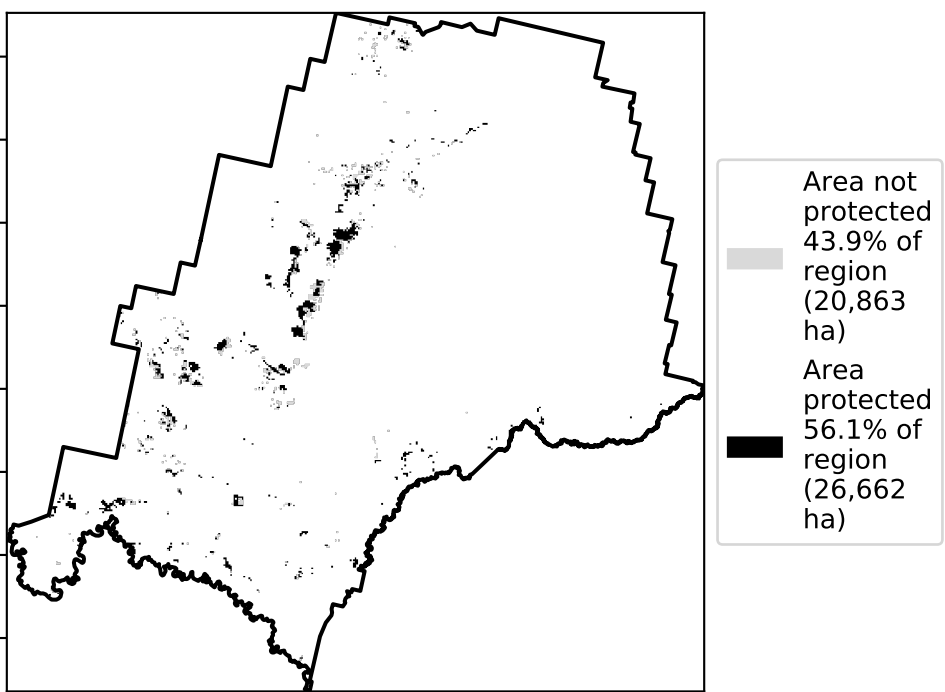 Area not
protected
43.9% of
region
(20,863
ha)
Area
protected
56.1% of
region
(26,662
ha)